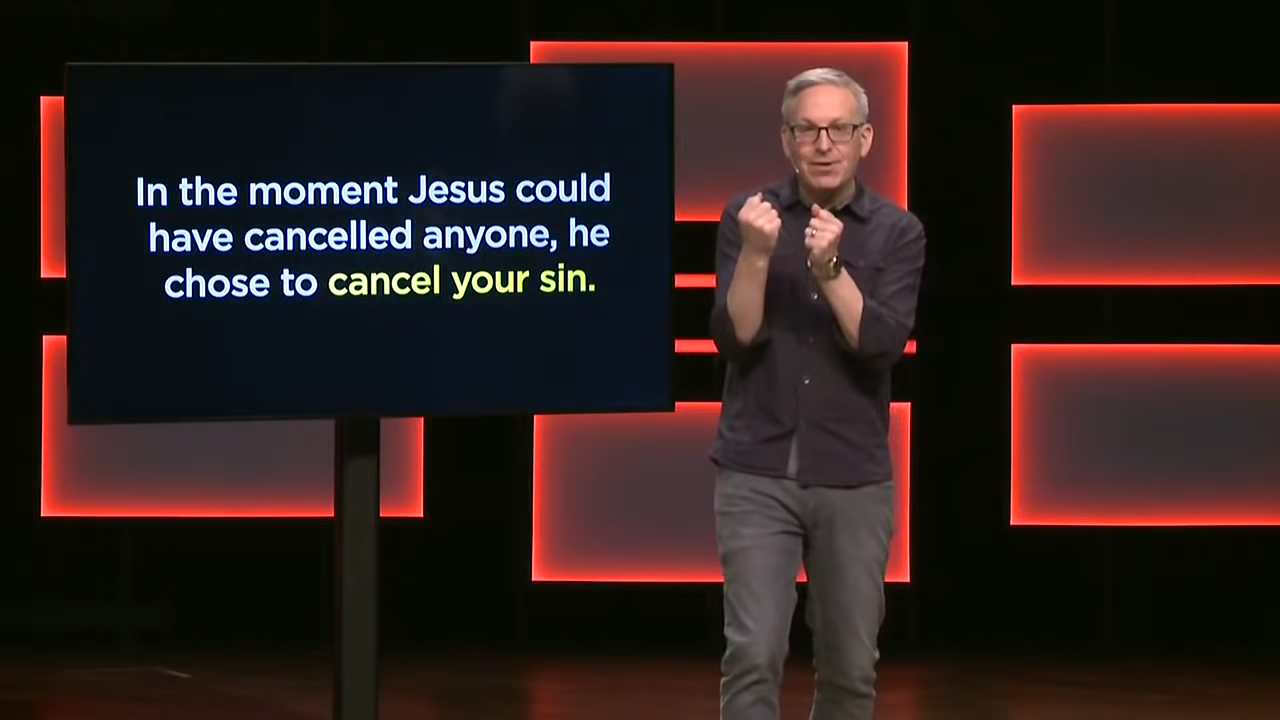 In the moment Jesus could
have cancelled anyone, he
chose to cancel your sin.